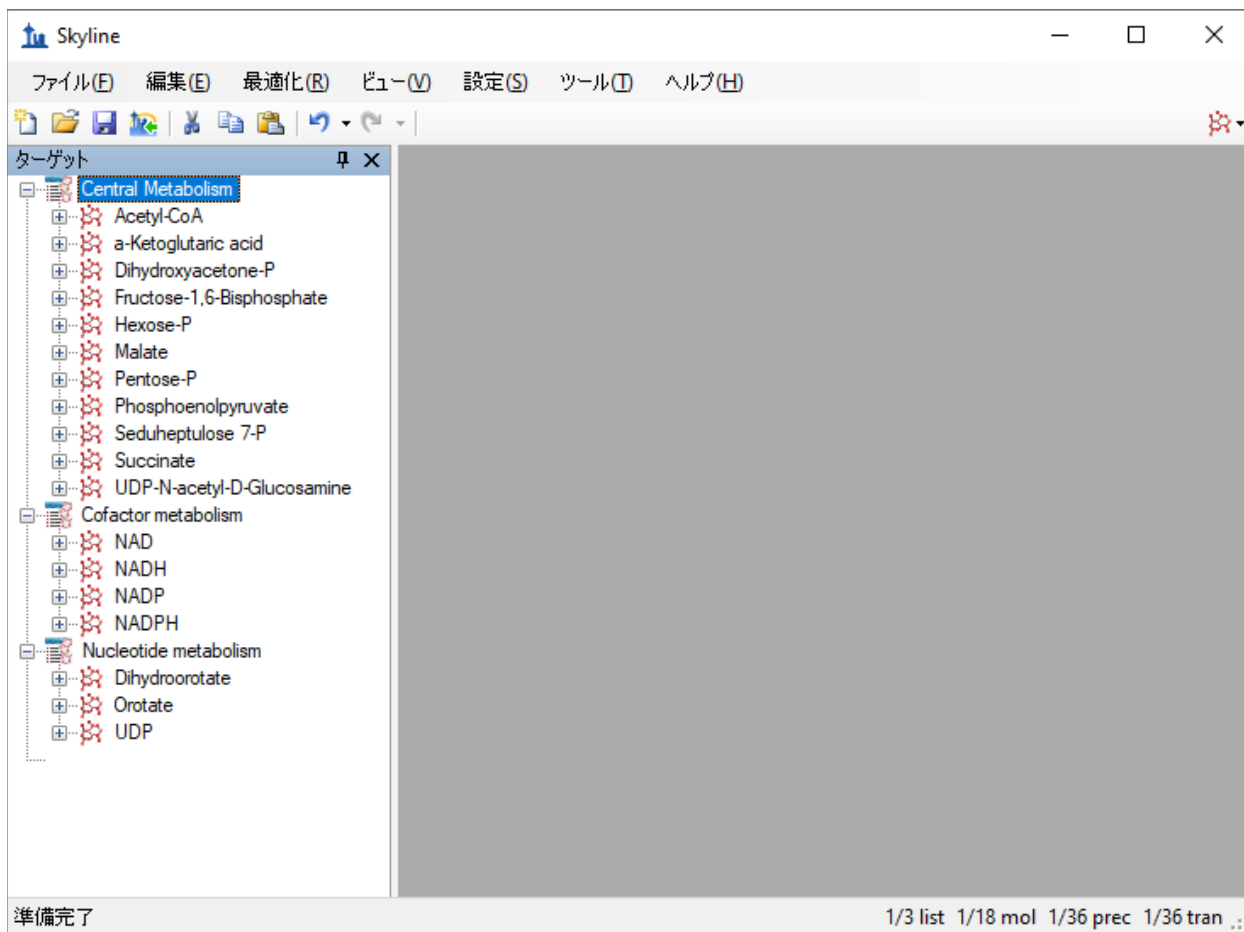 Skyline
ファイル(F) 編集(E) 最適化(R) ビュー(V) 設定(S) ツール(T) ヘルプ(H)
ターゲット
Central Metabolism
Acetyl-CoA
a-Ketoglutaric acid
Dihydroxyacetone-P
Fructose-1,6-Bisphosphate
Hexose-P
Malate
Pentose-P
Phosphoenolpyruvate
Seduheptulose 7-P
Succinate
UDP-N-acetyl-D-Glucosamine
Cofactor metabolism
NAD
NADH
NADP
NADPH
Nucleotide metabolism
Dihydroorotate
Orotate
UDP
準備完了 1/3 list 1/18 mol 1/36 prec 1/36 tran